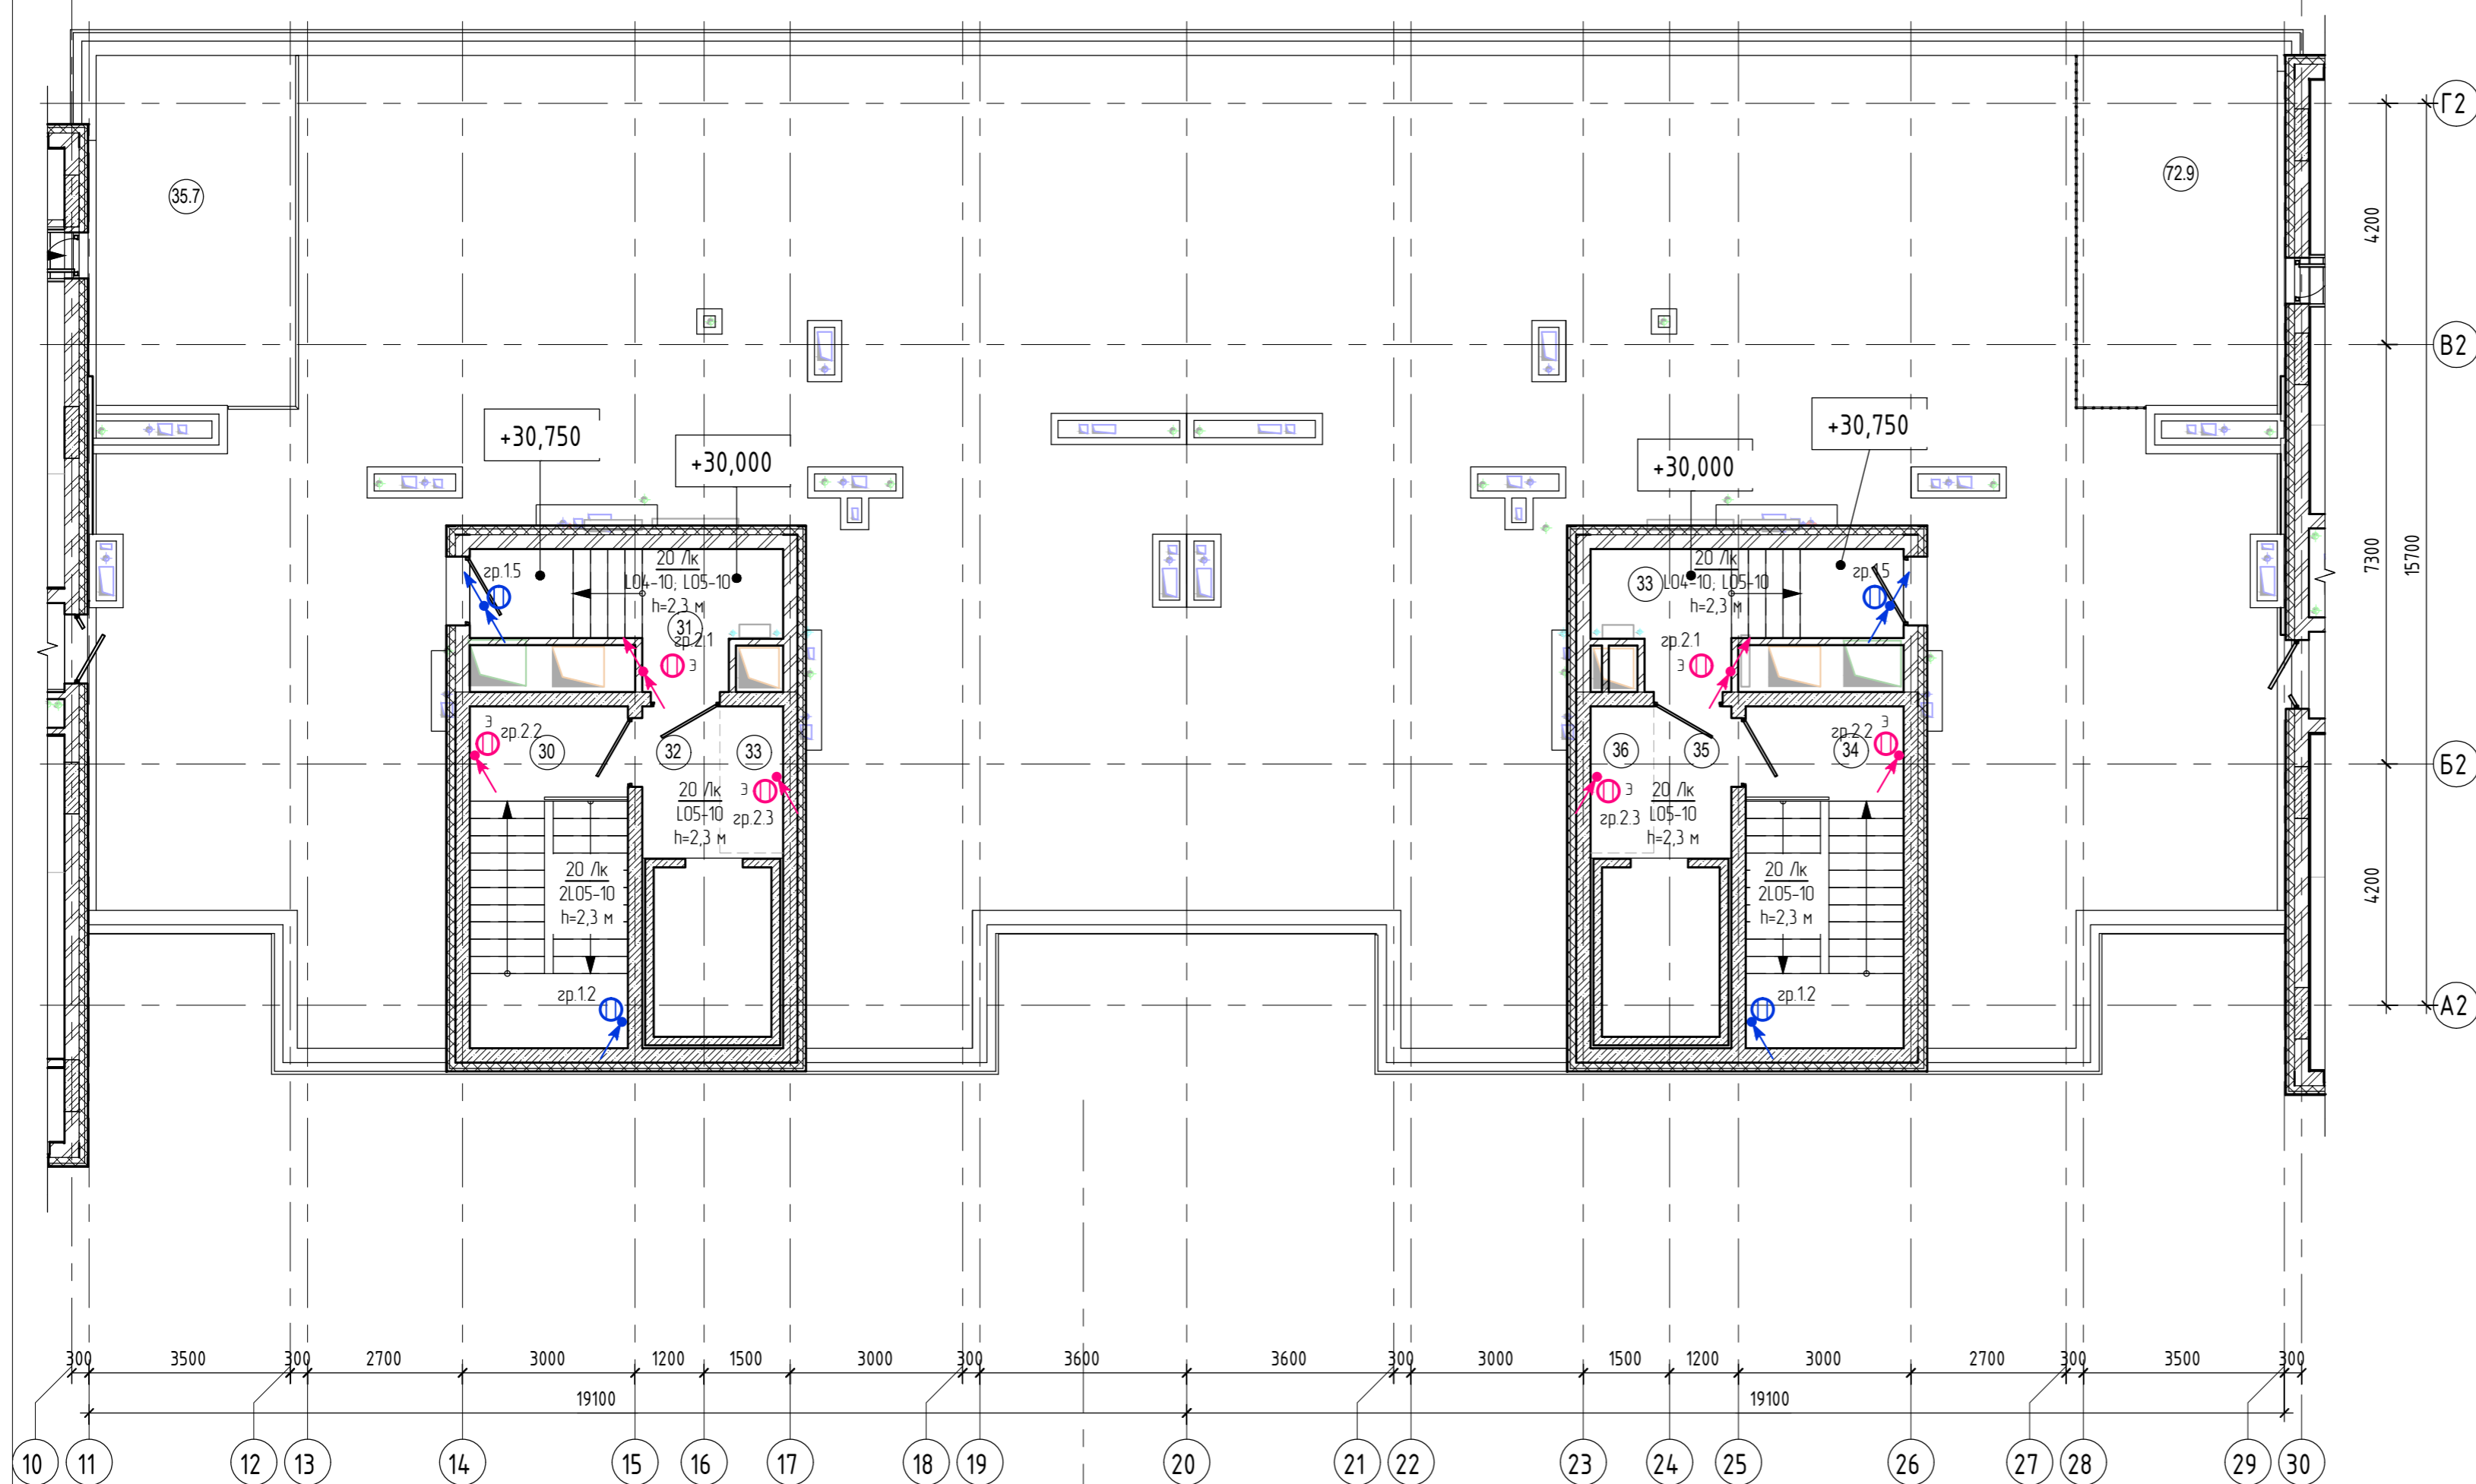 Г2
72.9
35.7
4200
В2
+30,750
+30,750
+30,000
+30,000
20 Лк
L04-10; L05-10
h=2,3 м
гр.1.5
31
гр.2.1
э
20 Лк
L04-10; L05-10
h=2,3 м
33
гр.1.5
гр.2.1
э
7300
15700
э
гр.2.2
30
32
33
36
35
34
э
гр.2.2
Б2
20 Лк
L05-10
h=2,3 м
э
гр.2.3
20 Лк
L05-10
h=2,3 м
э
гр.2.3
20 Лк
2L05-10
h=2,3 м
20 Лк
2L05-10
h=2,3 м
4200
гр.1.2
гр.1.2
А2
300 3500 300 2700 3000 1200 1500 3000 300 3600 3600 300 3000 1500 1200 3000 2700 300 3500 300
19100 19100
10 11 12 13 14 15 16 17 18 19 20 21 22 23 24 25 26 27 28 29 30